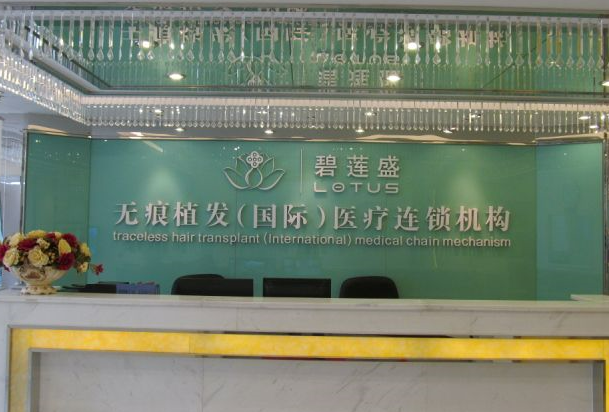 碧莲盛
LOTUS
无痕植发(国际)医疗连锁机构
traceless hair transplant (International) medical chain mechanism